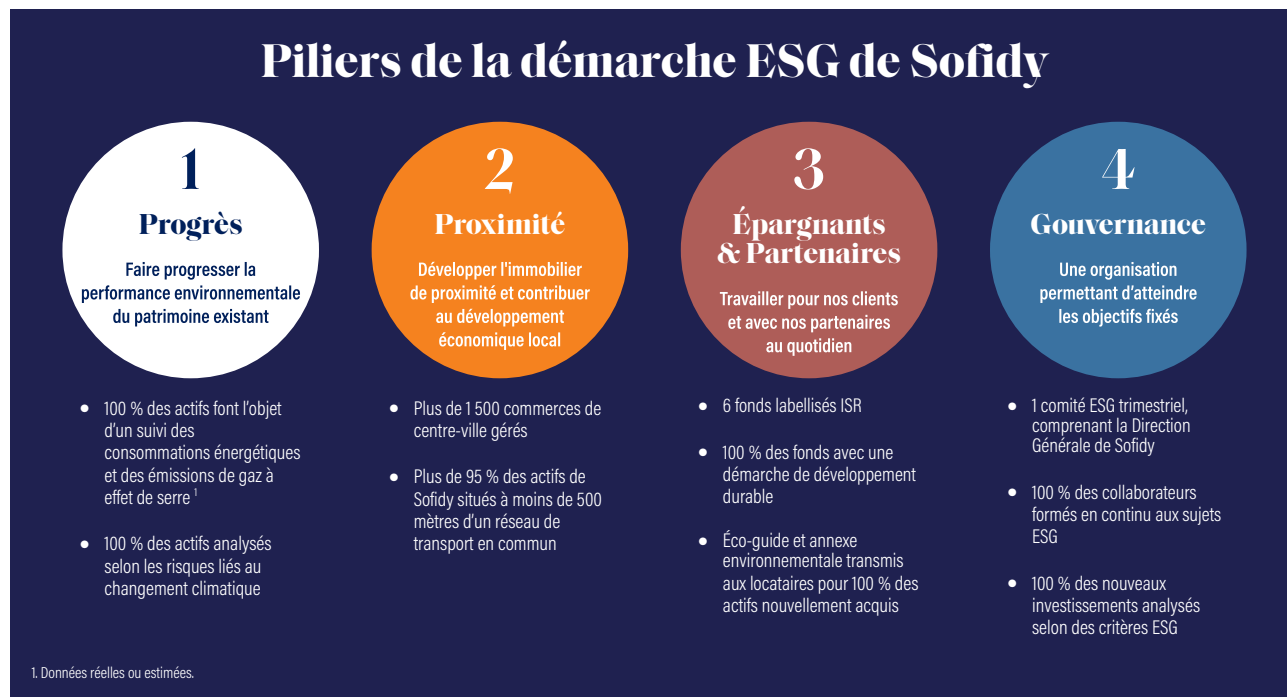 Piliers de la démarche ESG de Sofidy
1
Progrès
Faire progresser la
performance environnementale
du patrimoine existant
● 100 % des actifs font l'objet
d'un suivi des
consommations énergétiques
et des émissions de gaz à
effet de serre ¹
● 100 % des actifs analysés
selon les risques liés au
changement climatique
2
Proximité
Développer l'immobilier
de proximité et contribuer
au développement
économique local
● Plus de 1 500 commerces de
centre-ville gérés
● Plus de 95 % des actifs de
Sofidy situés à moins de 500
mètres d'un réseau de
transport en commun
3
Épargnants
& Partenaires
Travailler pour nos clients
et avec nos partenaires
au quotidien
● 6 fonds labellisés ISR
● 100 % des fonds avec une
démarche de développement
durable
● Éco-guide et annexe
environnementale transmis
aux locataires pour 100 % des
actifs nouvellement acquis
4
Gouvernance
Une organisation
permettant d'atteindre
les objectifs fixés
● 1 comité ESG trimestriel,
comprenant la Direction
Générale de Sofidy
● 100 % des collaborateurs
formés en continu aux sujets
ESG
● 100 % des nouveaux
investissements analysés
selon des critères ESG
1. Données réelles ou estimées.